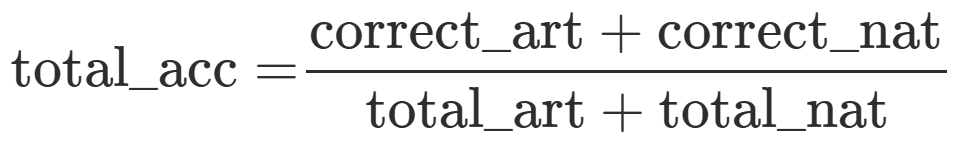 total_acc = correct_art + correct_nat
total_art + total_nat